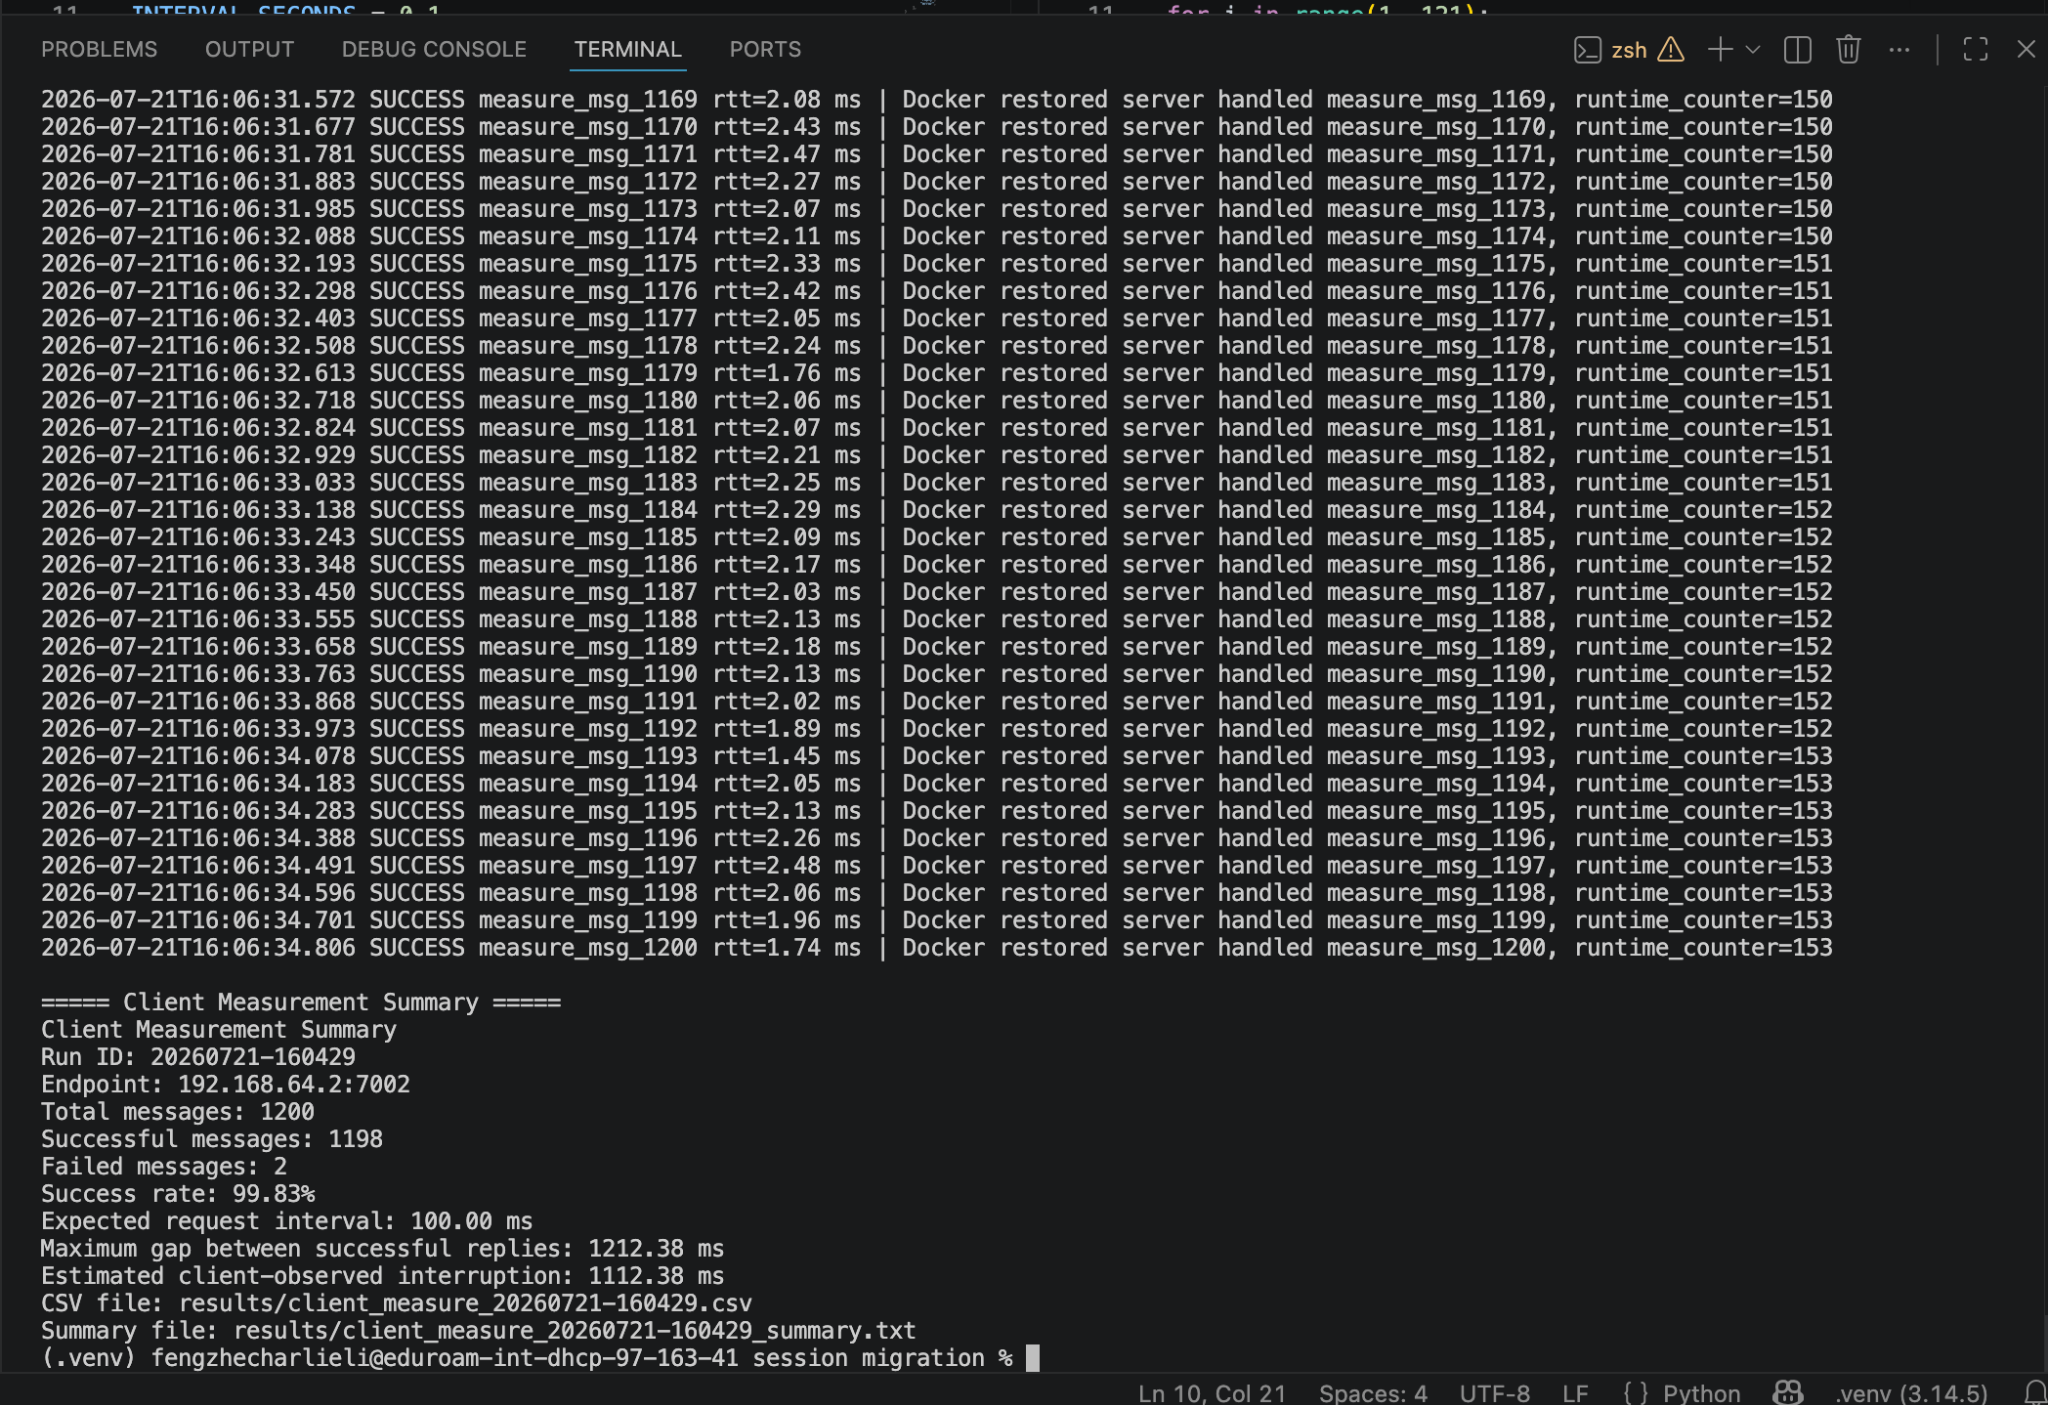 11 INTERVAL_SECONDS = 0.1
11 for i in range(1, 121):
PROBLEMS OUTPUT DEBUG CONSOLE TERMINAL PORTS zsh
2026-07-21T16:06:31.572 SUCCESS measure_msg_1169 rtt=2.08 ms | Docker restored server handled measure_msg_1169, runtime_counter=150
2026-07-21T16:06:31.677 SUCCESS measure_msg_1170 rtt=2.43 ms | Docker restored server handled measure_msg_1170, runtime_counter=150
2026-07-21T16:06:31.781 SUCCESS measure_msg_1171 rtt=2.47 ms | Docker restored server handled measure_msg_1171, runtime_counter=150
2026-07-21T16:06:31.883 SUCCESS measure_msg_1172 rtt=2.27 ms | Docker restored server handled measure_msg_1172, runtime_counter=150
2026-07-21T16:06:31.985 SUCCESS measure_msg_1173 rtt=2.07 ms | Docker restored server handled measure_msg_1173, runtime_counter=150
2026-07-21T16:06:32.088 SUCCESS measure_msg_1174 rtt=2.11 ms | Docker restored server handled measure_msg_1174, runtime_counter=150
2026-07-21T16:06:32.193 SUCCESS measure_msg_1175 rtt=2.33 ms | Docker restored server handled measure_msg_1175, runtime_counter=151
2026-07-21T16:06:32.298 SUCCESS measure_msg_1176 rtt=2.42 ms | Docker restored server handled measure_msg_1176, runtime_counter=151
2026-07-21T16:06:32.403 SUCCESS measure_msg_1177 rtt=2.05 ms | Docker restored server handled measure_msg_1177, runtime_counter=151
2026-07-21T16:06:32.508 SUCCESS measure_msg_1178 rtt=2.24 ms | Docker restored server handled measure_msg_1178, runtime_counter=151
2026-07-21T16:06:32.613 SUCCESS measure_msg_1179 rtt=1.76 ms | Docker restored server handled measure_msg_1179, runtime_counter=151
2026-07-21T16:06:32.718 SUCCESS measure_msg_1180 rtt=2.06 ms | Docker restored server handled measure_msg_1180, runtime_counter=151
2026-07-21T16:06:32.824 SUCCESS measure_msg_1181 rtt=2.07 ms | Docker restored server handled measure_msg_1181, runtime_counter=151
2026-07-21T16:06:32.929 SUCCESS measure_msg_1182 rtt=2.21 ms | Docker restored server handled measure_msg_1182, runtime_counter=151
2026-07-21T16:06:33.033 SUCCESS measure_msg_1183 rtt=2.25 ms | Docker restored server handled measure_msg_1183, runtime_counter=151
2026-07-21T16:06:33.138 SUCCESS measure_msg_1184 rtt=2.29 ms | Docker restored server handled measure_msg_1184, runtime_counter=152
2026-07-21T16:06:33.243 SUCCESS measure_msg_1185 rtt=2.09 ms | Docker restored server handled measure_msg_1185, runtime_counter=152
2026-07-21T16:06:33.348 SUCCESS measure_msg_1186 rtt=2.17 ms | Docker restored server handled measure_msg_1186, runtime_counter=152
2026-07-21T16:06:33.450 SUCCESS measure_msg_1187 rtt=2.03 ms | Docker restored server handled measure_msg_1187, runtime_counter=152
2026-07-21T16:06:33.555 SUCCESS measure_msg_1188 rtt=2.13 ms | Docker restored server handled measure_msg_1188, runtime_counter=152
2026-07-21T16:06:33.658 SUCCESS measure_msg_1189 rtt=2.18 ms | Docker restored server handled measure_msg_1189, runtime_counter=152
2026-07-21T16:06:33.763 SUCCESS measure_msg_1190 rtt=2.13 ms | Docker restored server handled measure_msg_1190, runtime_counter=152
2026-07-21T16:06:33.868 SUCCESS measure_msg_1191 rtt=2.02 ms | Docker restored server handled measure_msg_1191, runtime_counter=152
2026-07-21T16:06:33.973 SUCCESS measure_msg_1192 rtt=1.89 ms | Docker restored server handled measure_msg_1192, runtime_counter=152
2026-07-21T16:06:34.078 SUCCESS measure_msg_1193 rtt=1.45 ms | Docker restored server handled measure_msg_1193, runtime_counter=153
2026-07-21T16:06:34.183 SUCCESS measure_msg_1194 rtt=2.05 ms | Docker restored server handled measure_msg_1194, runtime_counter=153
2026-07-21T16:06:34.283 SUCCESS measure_msg_1195 rtt=2.13 ms | Docker restored server handled measure_msg_1195, runtime_counter=153
2026-07-21T16:06:34.388 SUCCESS measure_msg_1196 rtt=2.26 ms | Docker restored server handled measure_msg_1196, runtime_counter=153
2026-07-21T16:06:34.491 SUCCESS measure_msg_1197 rtt=2.48 ms | Docker restored server handled measure_msg_1197, runtime_counter=153
2026-07-21T16:06:34.596 SUCCESS measure_msg_1198 rtt=2.06 ms | Docker restored server handled measure_msg_1198, runtime_counter=153
2026-07-21T16:06:34.701 SUCCESS measure_msg_1199 rtt=1.96 ms | Docker restored server handled measure_msg_1199, runtime_counter=153
2026-07-21T16:06:34.806 SUCCESS measure_msg_1200 rtt=1.74 ms | Docker restored server handled measure_msg_1200, runtime_counter=153
===== Client Measurement Summary =====
Client Measurement Summary
Run ID: 20260721-160429
Endpoint: 192.168.64.2:7002
Total messages: 1200
Successful messages: 1198
Failed messages: 2
Success rate: 99.83%
Expected request interval: 100.00 ms
Maximum gap between successful replies: 1212.38 ms
Estimated client-observed interruption: 1112.38 ms
CSV file: results/client_measure_20260721-160429.csv
Summary file: results/client_measure_20260721-160429_summary.txt
(.venv) fengzhecharlieli@eduroam-int-dhcp-97-163-41 session migration %
Ln 10, Col 21 Spaces: 4 UTF-8 LF {} Python .venv (3.14.5)